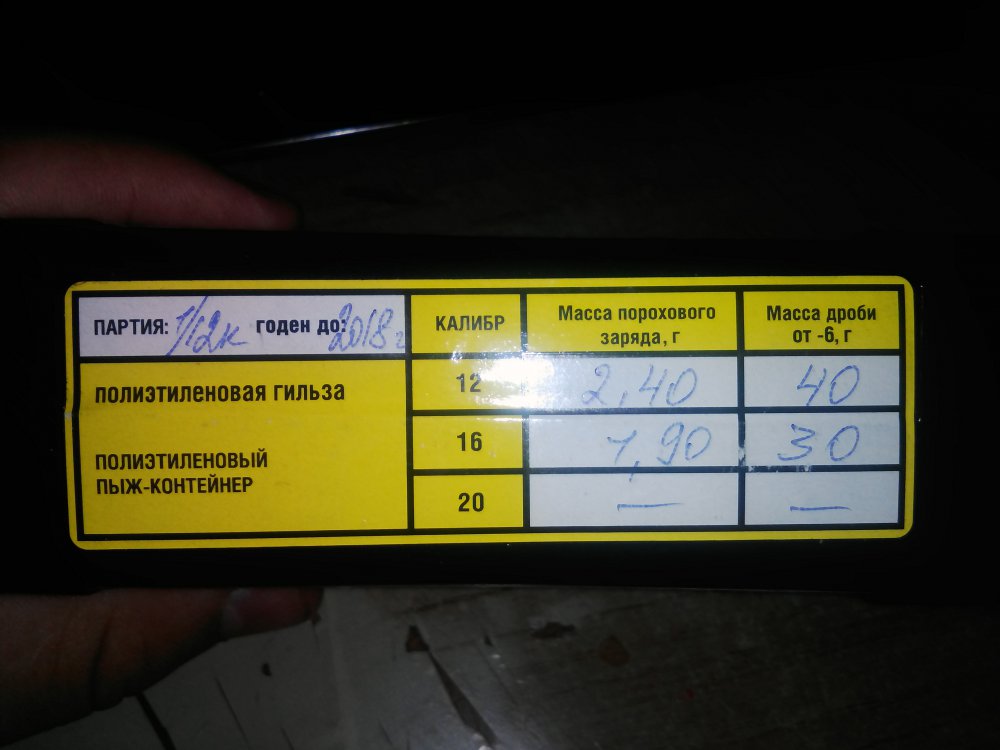 ПАРТИЯ: 1/12к годен до: 2018 г
КАЛИБР
Масса порохового
заряда, г
Масса дроби
от -6, г
ПОЛИЭТИЛЕНОВАЯ ГИЛЬЗА
ПОЛИЭТИЛЕНОВЫЙ
ПЫЖ-КОНТЕЙНЕР
12 2,40 40
16 1,90 30
20 — —